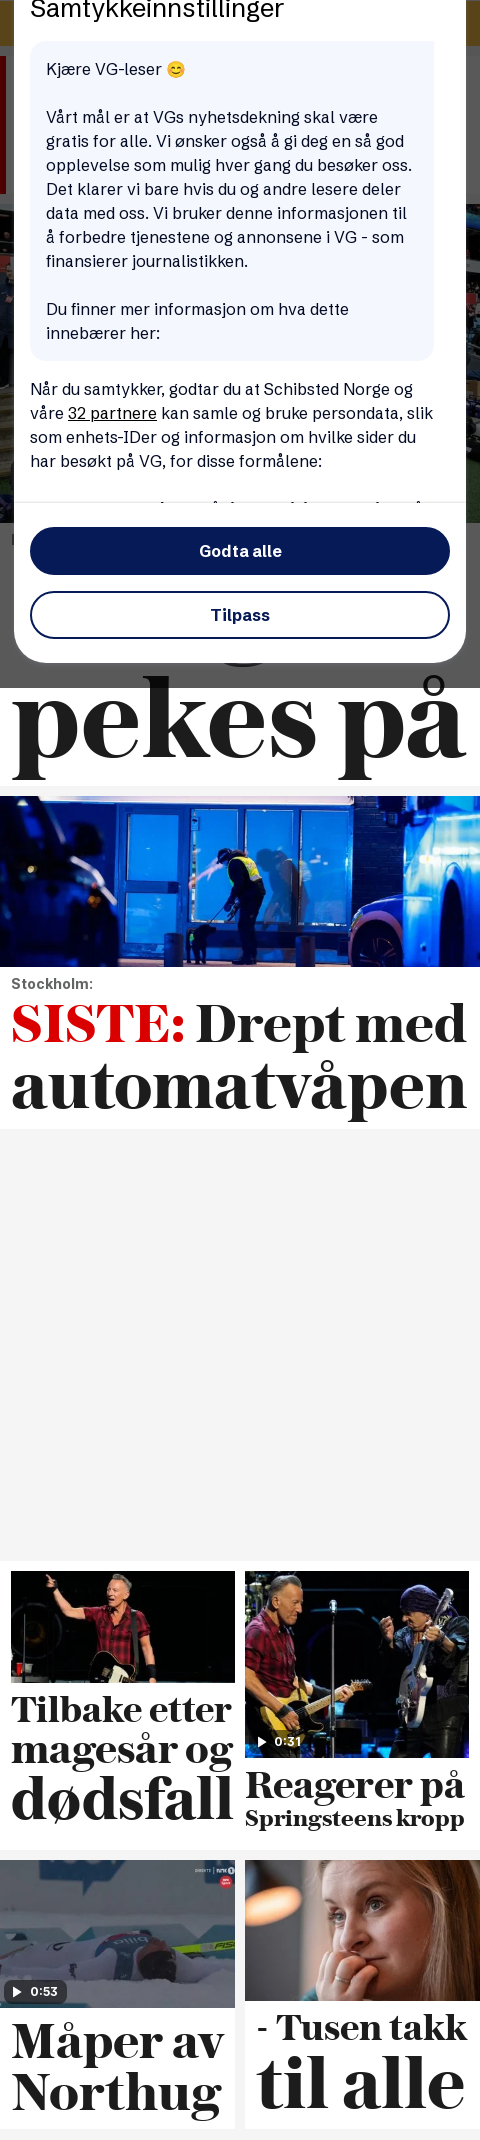 Samtykkeinnstillinger
Kjære VG-leser 😊
Vårt mål er at VGs nyhetsdekning skal være
gratis for alle. Vi ønsker også å gi deg en så god
opplevelse som mulig hver gang du besøker oss.
Det klarer vi bare hvis du og andre lesere deler
data med oss. Vi bruker denne informasjonen til
å forbedre tjenestene og annonsene i VG - som
finansierer journalistikken.
Du finner mer informasjon om hva dette
innebærer her:
Når du samtykker, godtar du at Schibsted Norge og
våre 32 partnere kan samle og bruke persondata, slik
som enhets-IDer og informasjon om hvilke sider du
har besøkt på VG, for disse formålene:
Godta alle
Tilpass
pekes på
Stockholm:
SISTE: Drept med
automatvåpen
Tilbake etter
magesår og
dødsfall
0:31
Reagerer på
Springsteens kropp
0:53
Måper av
Northug
- Tusen takk
til alle